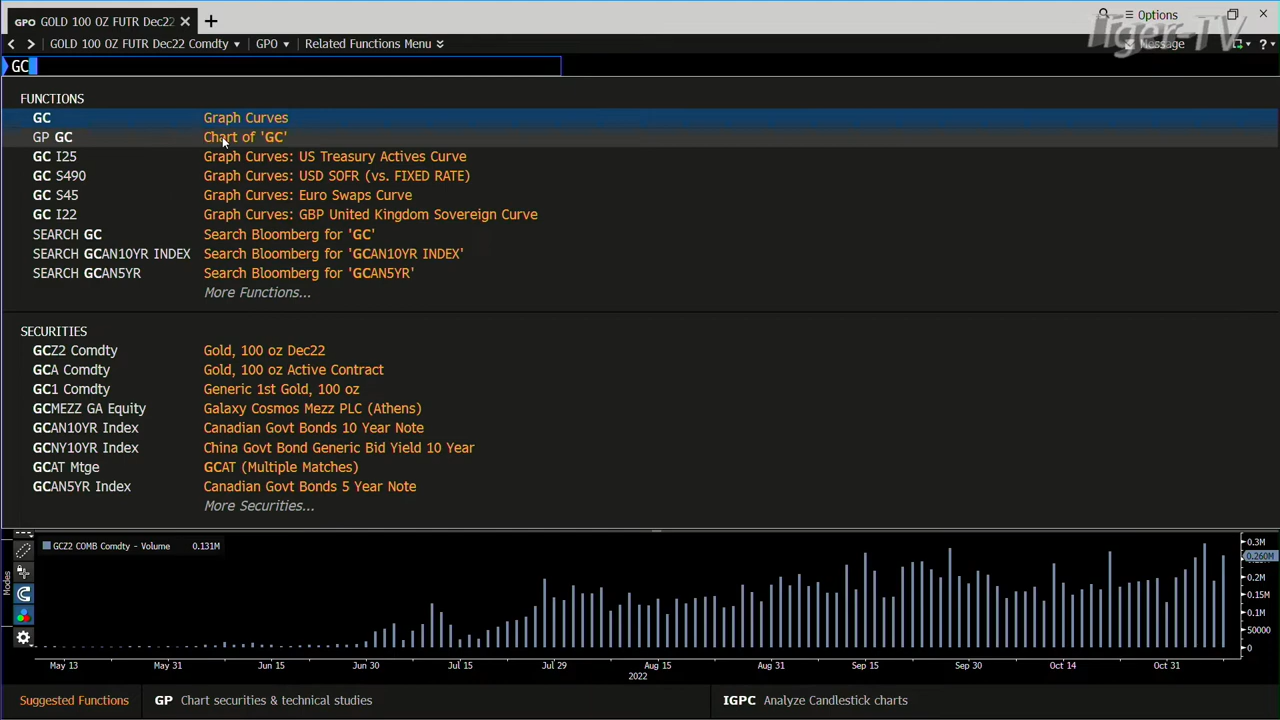 GPO GOLD 100 OZ FUTR Dec22
Options
GOLD 100 OZ FUTR Dec22 Comdty GPO Related Functions Menu
Message ?
Tiger-TV
GC
FUNCTIONS
GC Graph Curves
GP GC Chart of 'GC'
GC I25 Graph Curves: US Treasury Actives Curve
GC S490 Graph Curves: USD SOFR (vs. FIXED RATE)
GC S45 Graph Curves: Euro Swaps Curve
GC I22 Graph Curves: GBP United Kingdom Sovereign Curve
SEARCH GC Search Bloomberg for 'GC'
SEARCH GCAN10YR INDEX Search Bloomberg for 'GCAN10YR INDEX'
SEARCH GCAN5YR Search Bloomberg for 'GCAN5YR'
More Functions...
SECURITIES
GCZ2 Comdty Gold, 100 oz Dec22
GCA Comdty Gold, 100 oz Active Contract
GC1 Comdty Generic 1st Gold, 100 oz
GCMEZZ GA Equity Galaxy Cosmos Mezz PLC (Athens)
GCAN10YR Index Canadian Govt Bonds 10 Year Note
GCNY10YR Index China Govt Bond Generic Bid Yield 10 Year
GCAT Mtge GCAT (Multiple Matches)
GCAN5YR Index Canadian Govt Bonds 5 Year Note
More Securities...
GCZ2 COMB Comdty - Volume 0.131M
0.3M
0.260M
0.2M
0.15M
0.1M
50000
0
Modes
May 13 May 31 Jun 15 Jun 30 Jul 15 Jul 29 Aug 15 Aug 31 Sep 15 Sep 30 Oct 14 Oct 31
2022
Suggested Functions GP Chart securities & technical studies IGPC Analyze Candlestick charts